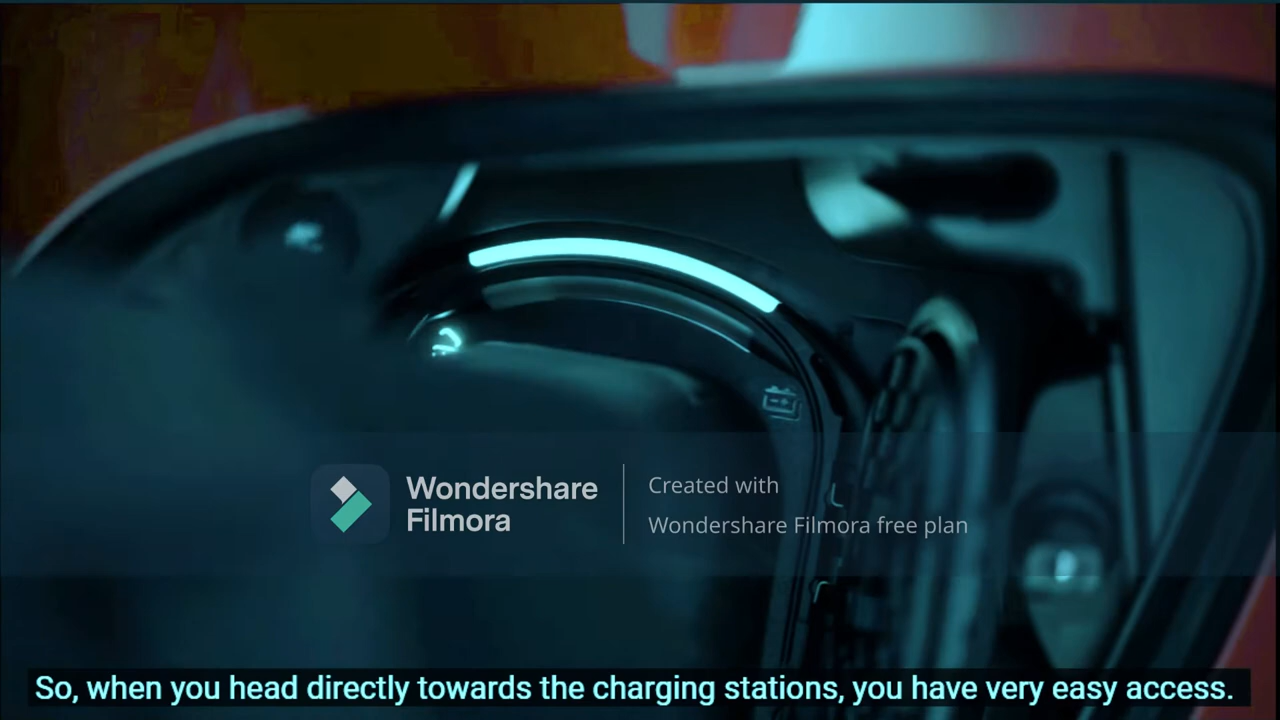 Wondershare
Filmora
Created with
Wondershare Filmora free plan
So, when you head directly towards the charging stations, you have very easy access.